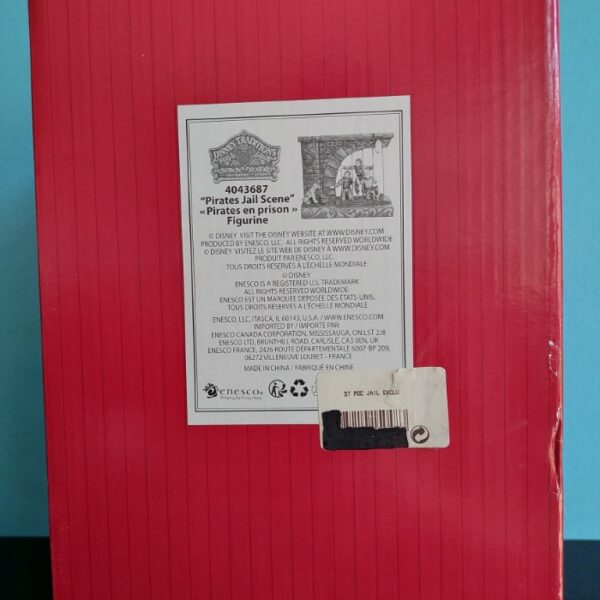 DISNEY TRADITIONS
4043687
“Pirates Jail Scene”
« Pirates en prison »
Figurine
© DISNEY VISIT THE DISNEY WEBSITE AT WWW.DISNEY.COM
PRODUCED BY ENESCO, LLC, ALL RIGHTS RESERVED WORLDWIDE
© DISNEY VISITEZ LE SITE WEB DE DISNEY À WWW.DISNEY.COM
PRODUIT PAR ENESCO, LLC
TOUS DROITS RÉSERVÉS À L'ÉCHELLE MONDIALE
© DISNEY
ENESCO IS A REGISTERED U.S. TRADEMARK
ALL RIGHTS RESERVED WORLDWIDE
ENESCO EST UN MARQUE DÉPOSÉE DES ÉTATS-UNIS.
TOUS DROITS RÉSERVÉS À L'ÉCHELLE MONDIALE
ENESCO, LLC, ITASCA, IL 60143, U.S.A. / WWW.ENESCO.COM
IMPORTED BY / IMPORTÉ PAR:
ENESCO CANADA CORPORATION, MISSISSAUGA, ON L5T 2J8
ENESCO LTD, BRUNTHILL ROAD, CARLISLE, CA3 0EN, UK
ENESCO FRANCE, 2426 ROUTE DEPARTEMENTALE 6007-BP 209,
06272 VILLENEUVE LOUBET - FRANCE
MADE IN CHINA / FABRIQUÉ EN CHINE
enesco
DT POC JAIL EXCLU